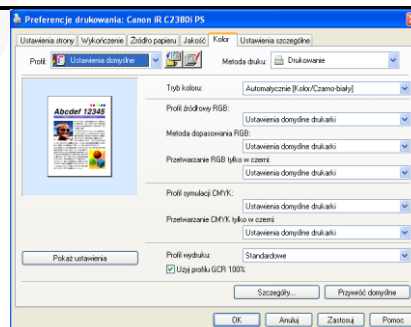 Preferencje drukowania: Canon iR C2380i PS
Ustawienia strony Wykończenie Źródło papieru Jakość Kolor Ustawienia szczególne
Profil: Ustawienia domyślne Metoda druku: Drukowanie
Tryb koloru: Automatycznie [Kolor/Czarno-biały]
Abcdef 12345
Profil źródłowy RGB:
Ustawienia domyślne drukarki
Metoda dopasowania RGB:
Ustawienia domyślne drukarki
Przetwarzanie RGB tylko w czerni:
Ustawienia domyślne drukarki
Profil symulacji CMYK:
Ustawienia domyślne drukarki
Przetwarzanie CMYK tylko w czerni:
Ustawienia domyślne drukarki
Pokaż ustawienia
Profil wydruku: Standardowe
Użyj profilu GCR 100%
Szczegóły... Przywróć domyślne
OK Anuluj Zastosuj Pomoc